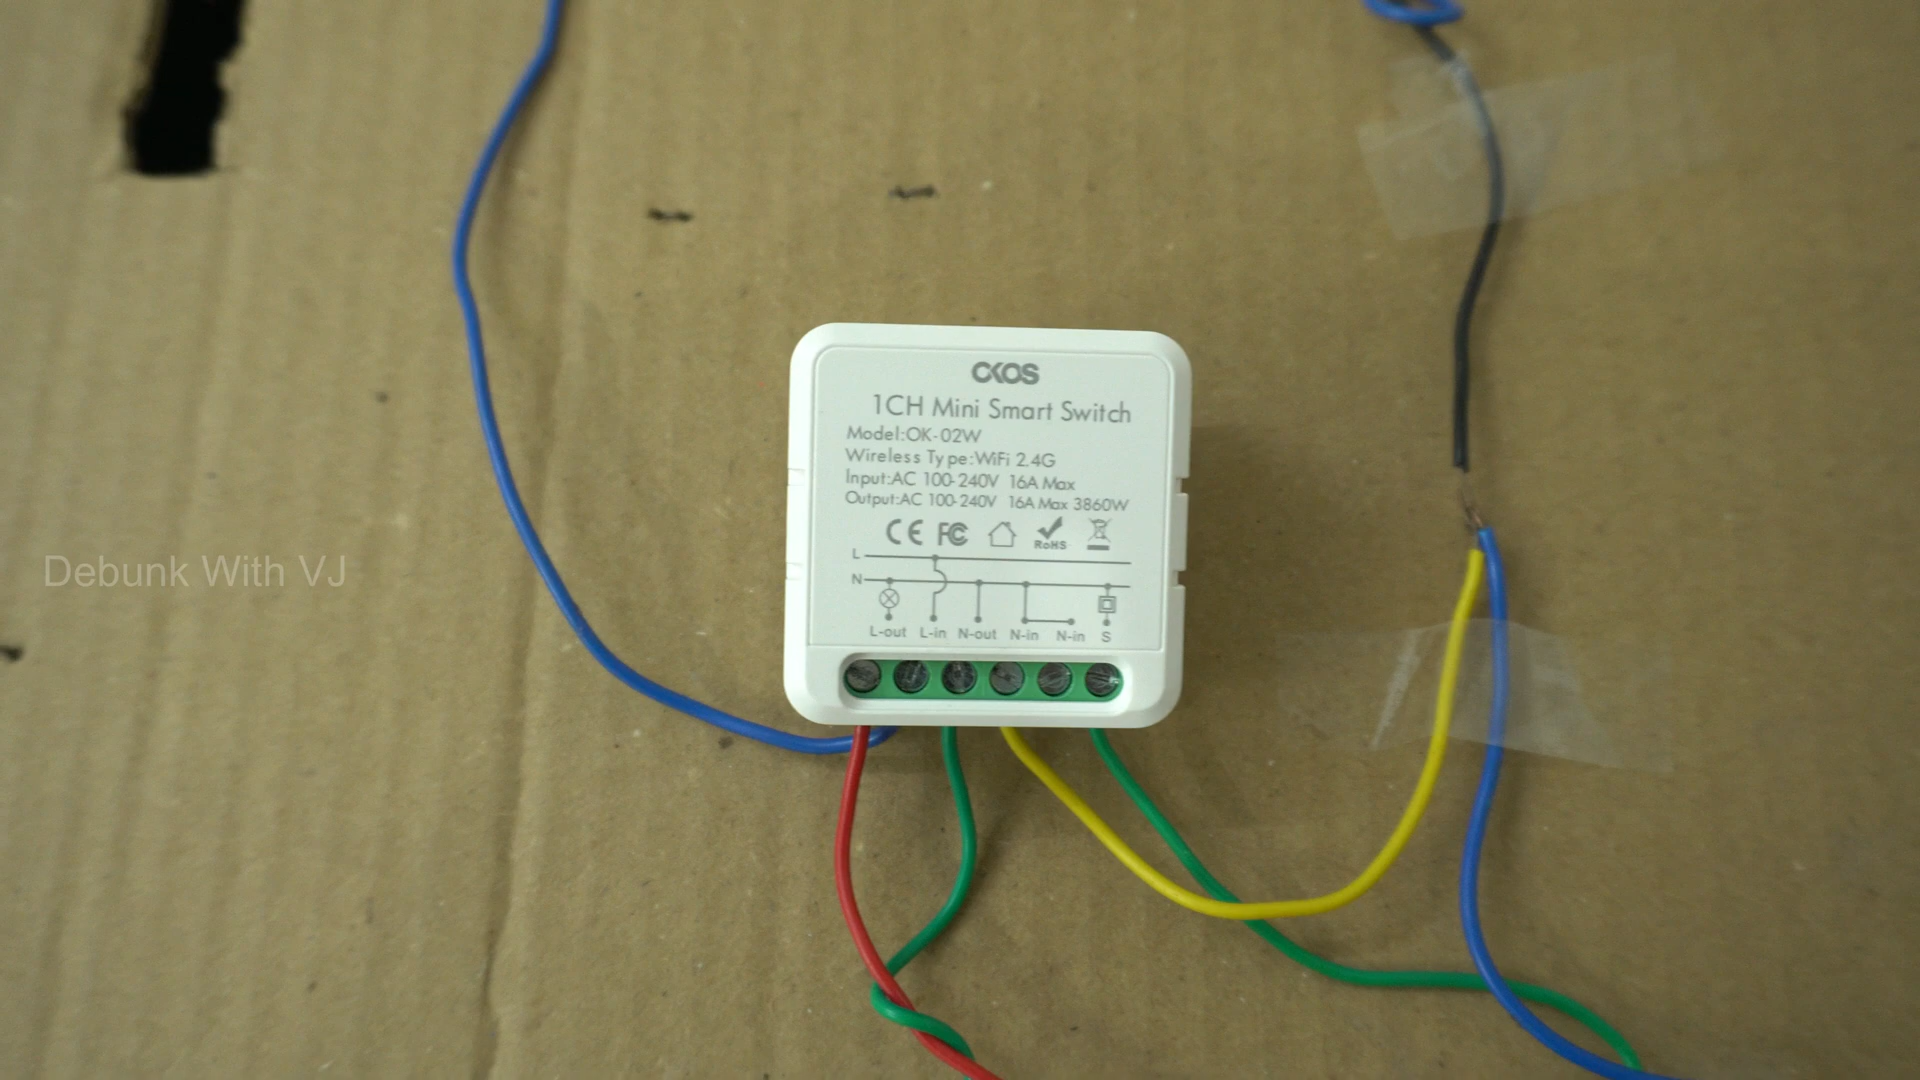 OKOS
1CH Mini Smart Switch
Model:OK-02W
Wireless Type:WiFi 2.4G
Input:AC 100-240V 16A Max
Output:AC 100-240V 16A Max 3860W
CE FC RoHS
L
N
L-out L-in N-out N-in N-in S
Debunk With VJ